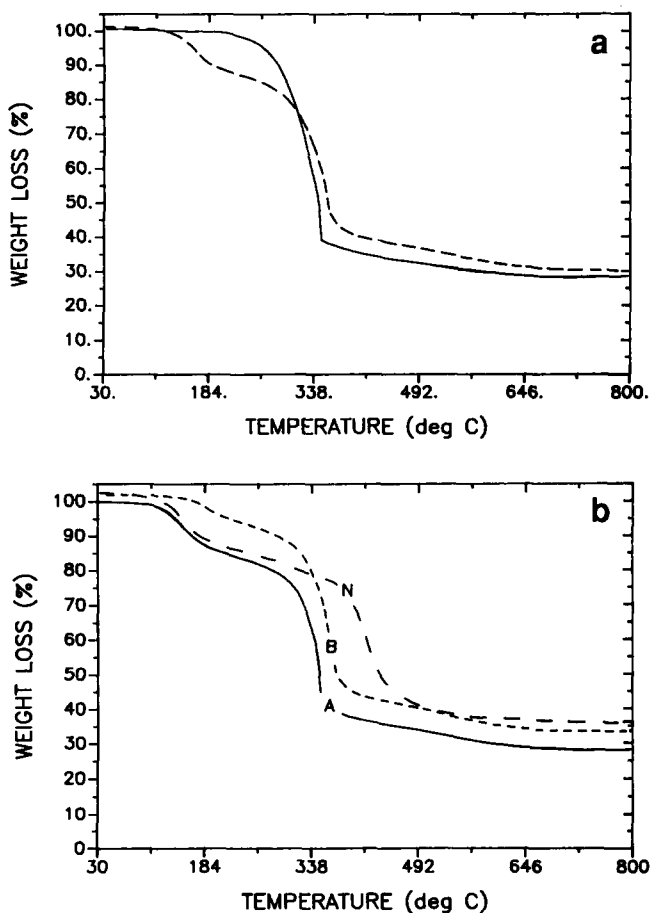 a
100.
90.
80.
70.
60.
50.
40.
30.
20.
10.
0.
WEIGHT LOSS (%)
30. 184. 338. 492. 646. 800.
TEMPERATURE (deg C)
b
100
90
80
70
60
50
40
30
20
10
0
WEIGHT LOSS (%)
N
B
A
30 184 338 492 646 800
TEMPERATURE (deg C)